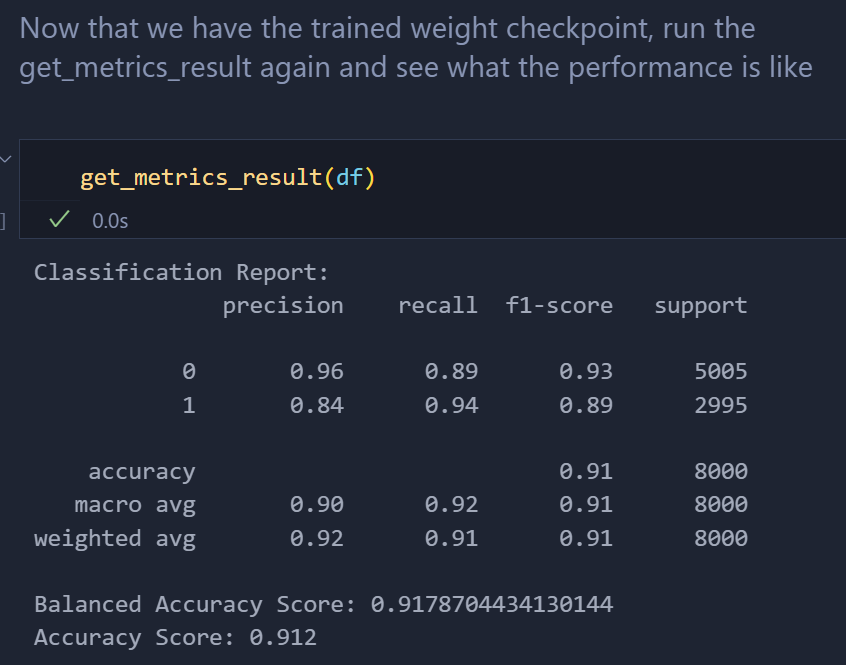 Now that we have the trained weight checkpoint, run the
get_metrics_result again and see what the performance is like
get_metrics_result(df)
]
0.0s
Classification Report:
precision recall f1-score support
0 0.96 0.89 0.93 5005
1 0.84 0.94 0.89 2995
accuracy 0.91 8000
macro avg 0.90 0.92 0.91 8000
weighted avg 0.92 0.91 0.91 8000
Balanced Accuracy Score: 0.9178704434130144
Accuracy Score: 0.912